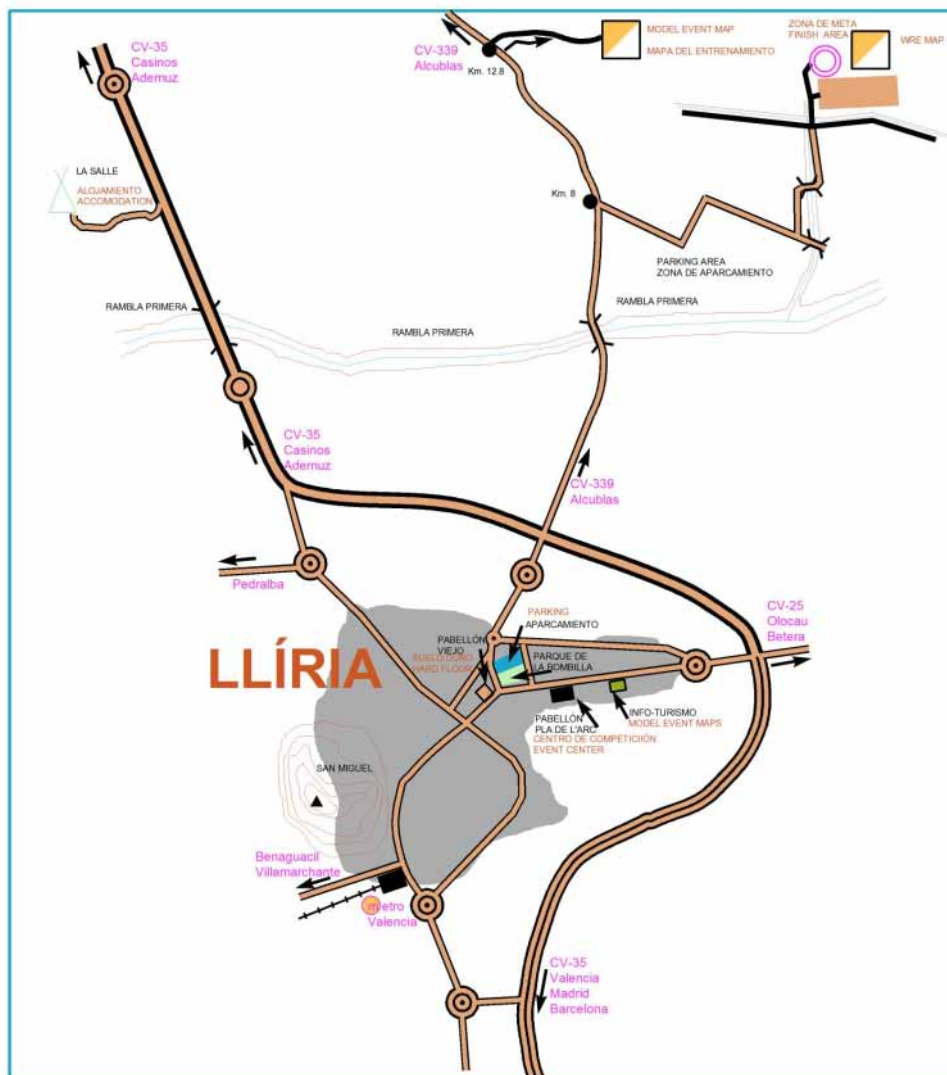 CV-35
Casinos
Ademuz
CV-339
Alcublas
Km. 12.8
MODEL EVENT MAP
MAPA DEL ENTRENAMIENTO
ZONA DE META
FINISH AREA
WRE MAP
LA SALLE
ALOJAMIENTO
ACCOMODATION
Km. 8
PARKING AREA
ZONA DE APARCAMIENTO
RAMBLA PRIMERA
RAMBLA PRIMERA
RAMBLA PRIMERA
CV-35
Casinos
Ademuz
CV-339
Alcublas
Pedralba
CV-25
Olocau
Betera
PARKING
APARCAMIENTO
PABELLÓN
VIEJO
SUELO DURO
HARD FLOOR
PARQUE DE
LA BOMBILLA
LLÍRIA
PABELLÓN
PLA DE L'ARC
CENTRO DE COMPETICIIÓN
EVENT CENTER
INFO-TURISMO
MODEL EVENT MAPS
SAN MIGUEL
Benaguacil
Villamarchante
metro
Valencia
CV-35
Valencia
Madrid
Barcelona